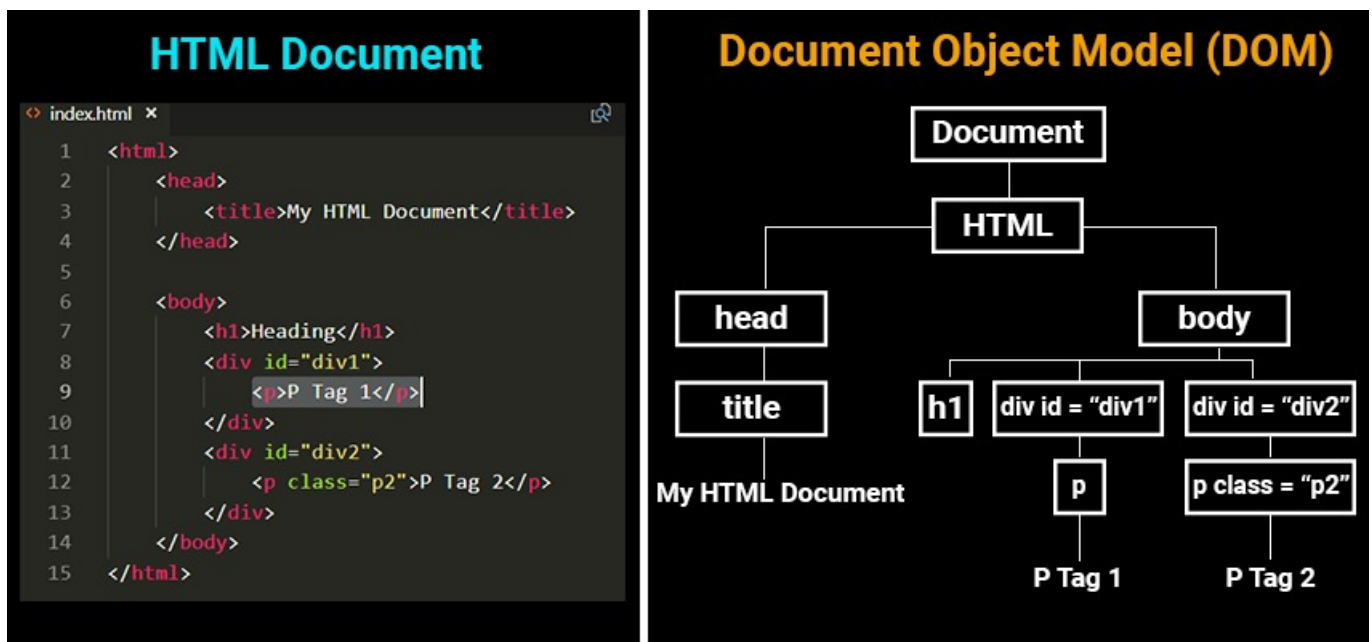 HTML Document
index.html ×
1 <html>
2 <head>
3 <title>My HTML Document</title>
4 </head>
5
6 <body>
7 <h1>Heading</h1>
8 <div id="div1">
9 <p>P Tag 1</p>
10 </div>
11 <div id="div2">
12 <p class="p2">P Tag 2</p>
13 </div>
14 </body>
15 </html>
Document Object Model (DOM)
Document
HTML
head body
title h1 div id = “div1” div id = “div2”
My HTML Document p p class = “p2”
P Tag 1 P Tag 2